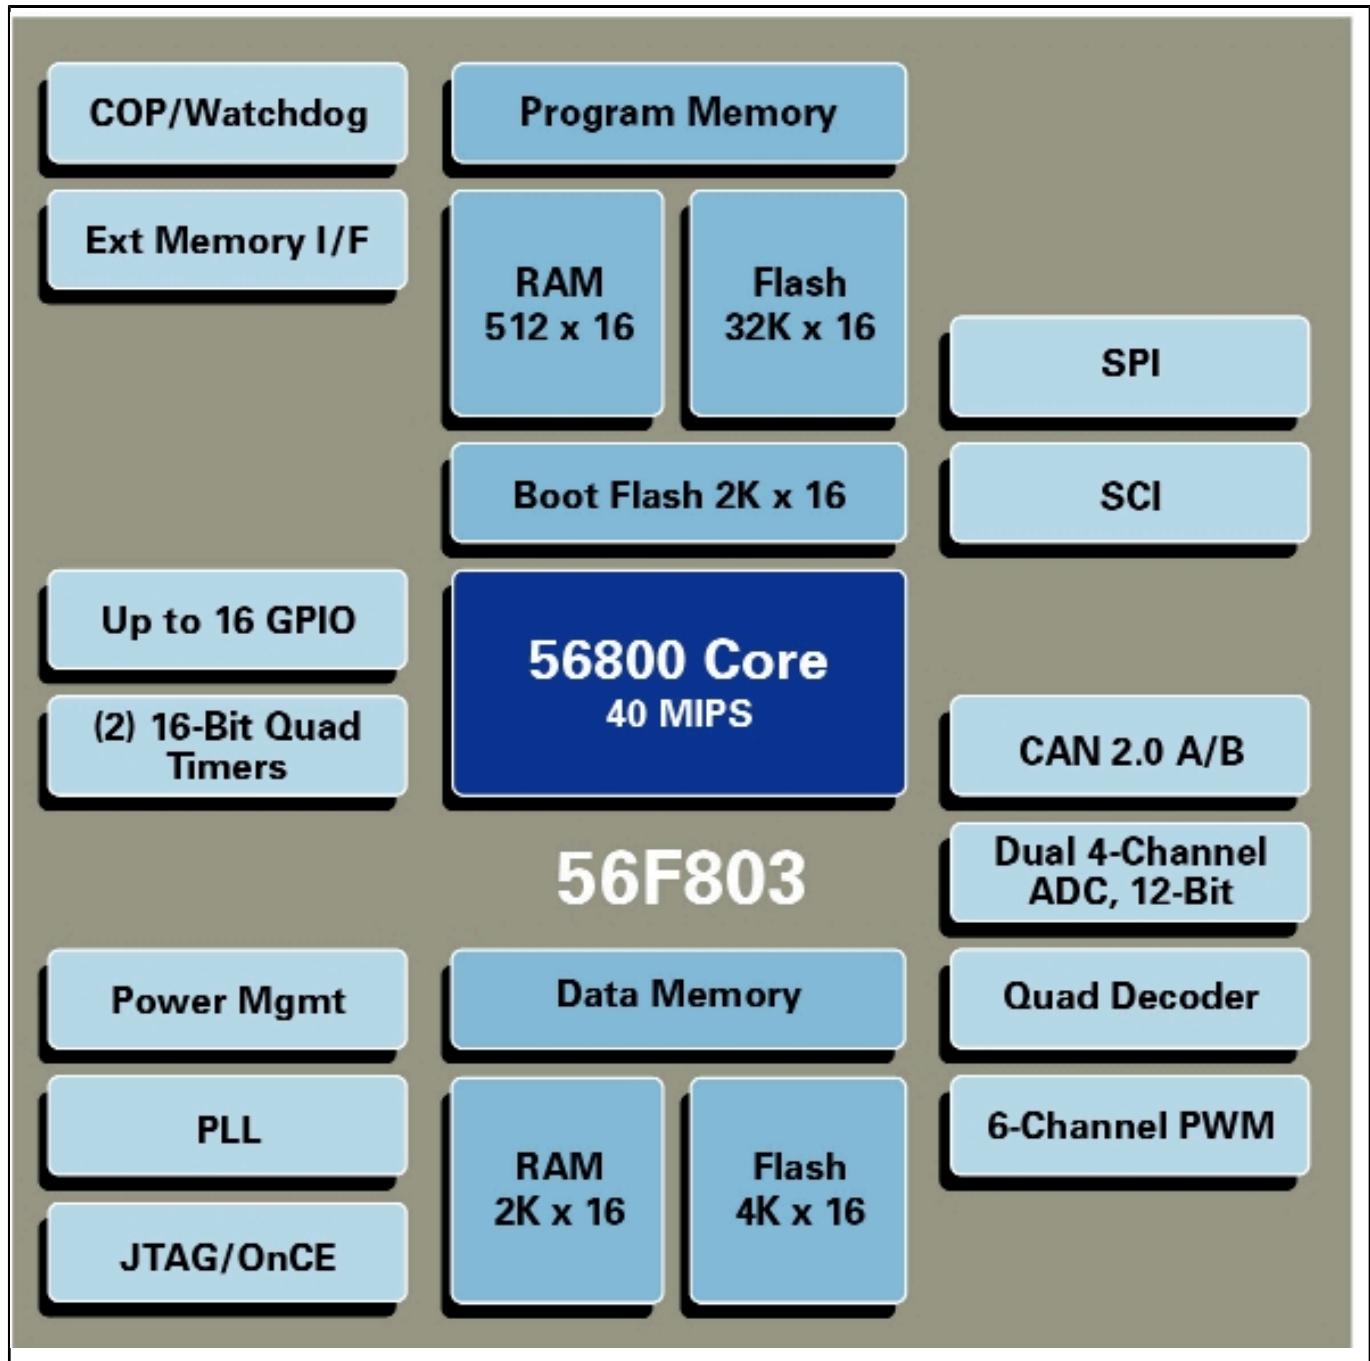 COP/Watchdog
Ext Memory I/F
Up to 16 GPIO
(2) 16-Bit Quad
Timers
Power Mgmt
PLL
JTAG/OnCE
Program Memory
RAM
512 x 16
Flash
32K x 16
Boot Flash 2K x 16
56800 Core
40 MIPS
56F803
Data Memory
RAM
2K x 16
Flash
4K x 16
SPI
SCI
CAN 2.0 A/B
Dual 4-Channel
ADC, 12-Bit
Quad Decoder
6-Channel PWM